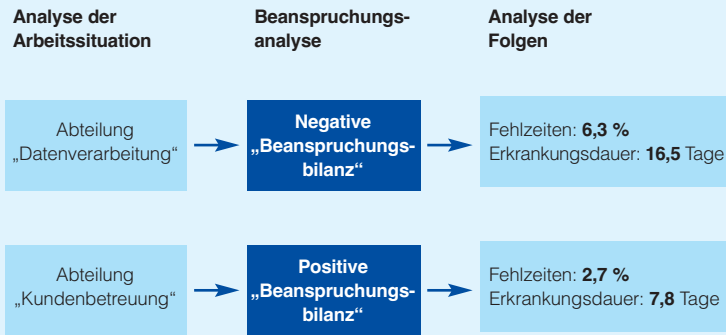 Analyse der
Arbeitssituation
Beanspruchungs-
analyse
Analyse der
Folgen
Abteilung
„Datenverarbeitung“
Negative
„Beanspruchungs-
bilanz“
Fehlzeiten: 6,3 %
Erkrankungsdauer: 16,5 Tage
Abteilung
„Kundenbetreuung“
Positive
„Beanspruchungs-
bilanz“
Fehlzeiten: 2,7 %
Erkrankungsdauer: 7,8 Tage